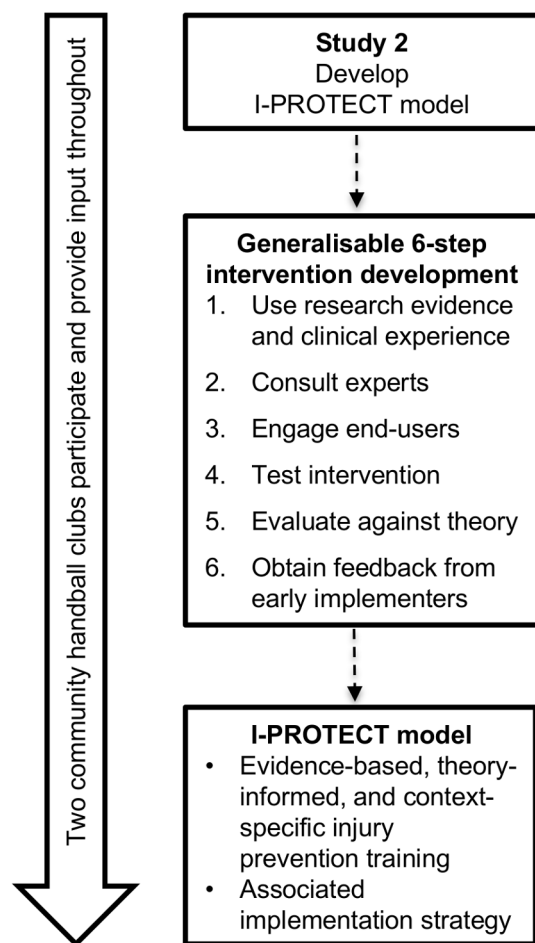 Two community handball clubs participate and provide input throughout
Study 2
Develop
I-PROTECT model
Generalisable 6-step
intervention development
1. Use research evidence
and clinical experience
2. Consult experts
3. Engage end-users
4. Test intervention
5. Evaluate against theory
6. Obtain feedback from
early implementers
I-PROTECT model
• Evidence-based, theory-
informed, and context-
specific injury
prevention training
• Associated
implementation strategy